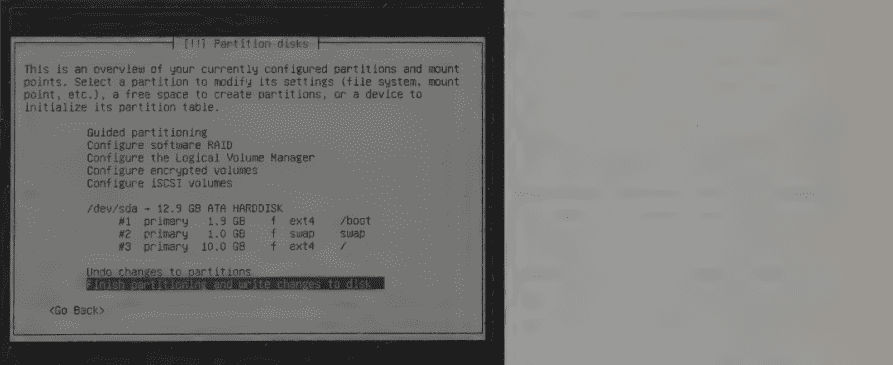 [!!] Partition disks
This is an overview of your currently configured partitions and mount
points. Select a partition to modify its settings (file system, mount
point, etc.), a free space to create partitions, or a device to
initialize its partition table.
Guided partitioning
Configure software RAID
Configure the Logical Volume Manager
Configure encrypted volumes
Configure iSCSI volumes
/dev/sda - 12.9 GB ATA HARDDISK
#1 primary 1.9 GB f ext4 /boot
#2 primary 1.0 GB f swap swap
#3 primary 10.0 GB f ext4 /
Undo changes to partitions
Finish partitioning and write changes to disk
<Go Back>